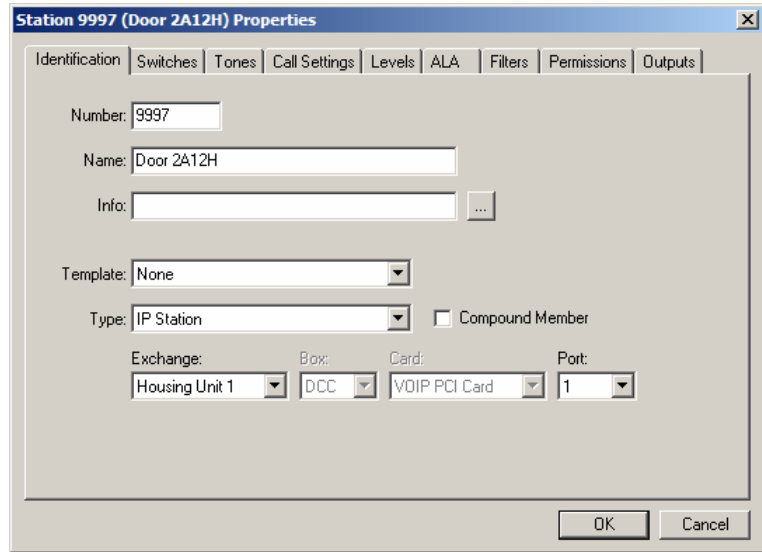 Station 9997 (Door 2A12H) Properties
Identification Switches Tones Call Settings Levels ALA Filters Permissions Outputs
Number: 9997
Name: Door 2A12H
Info: ...
Template: None
Type: IP Station Compound Member
Exchange: Box: Card: Port:
Housing Unit 1 DCC VOIP PCI Card 1
OK Cancel